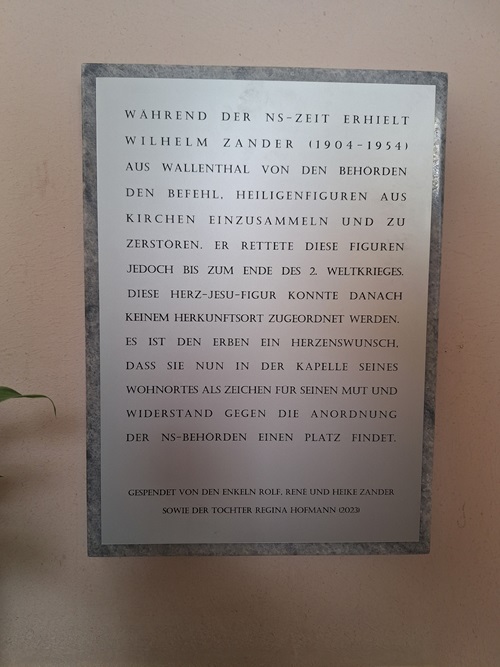 WÄHREND DER NS-ZEIT ERHIELT
WILHELM ZANDER (1904-1954)
AUS WALLENTHAL VON DEN BEHÖRDEN
DEN BEFEHL, HEILIGENFIGUREN AUS
KIRCHEN EINZUSAMMELN UND ZU
ZERSTÖREN. ER RETTETE DIESE FIGUREN
JEDOCH BIS ZUM ENDE DES 2. WELTKRIEGES.
DIESE HERZ-JESU-FIGUR KONNTE DANACH
KEINEM HERKUNFTSORT ZUGEORDNET WERDEN.
ES IST DEN ERBEN EIN HERZENSWUNSCH,
DASS SIE NUN IN DER KAPELLE SEINES
WOHNORTES ALS ZEICHEN FÜR SEINEN MUT UND
WIDERSTAND GEGEN DIE ANORDNUNG
DER NS-BEHÖRDEN EINEN PLATZ FINDET.
GESPENDET VON DEN ENKELN ROLF, RENÉ UND HEIKE ZANDER
SOWIE DER TOCHTER REGINA HOFMANN (2023)